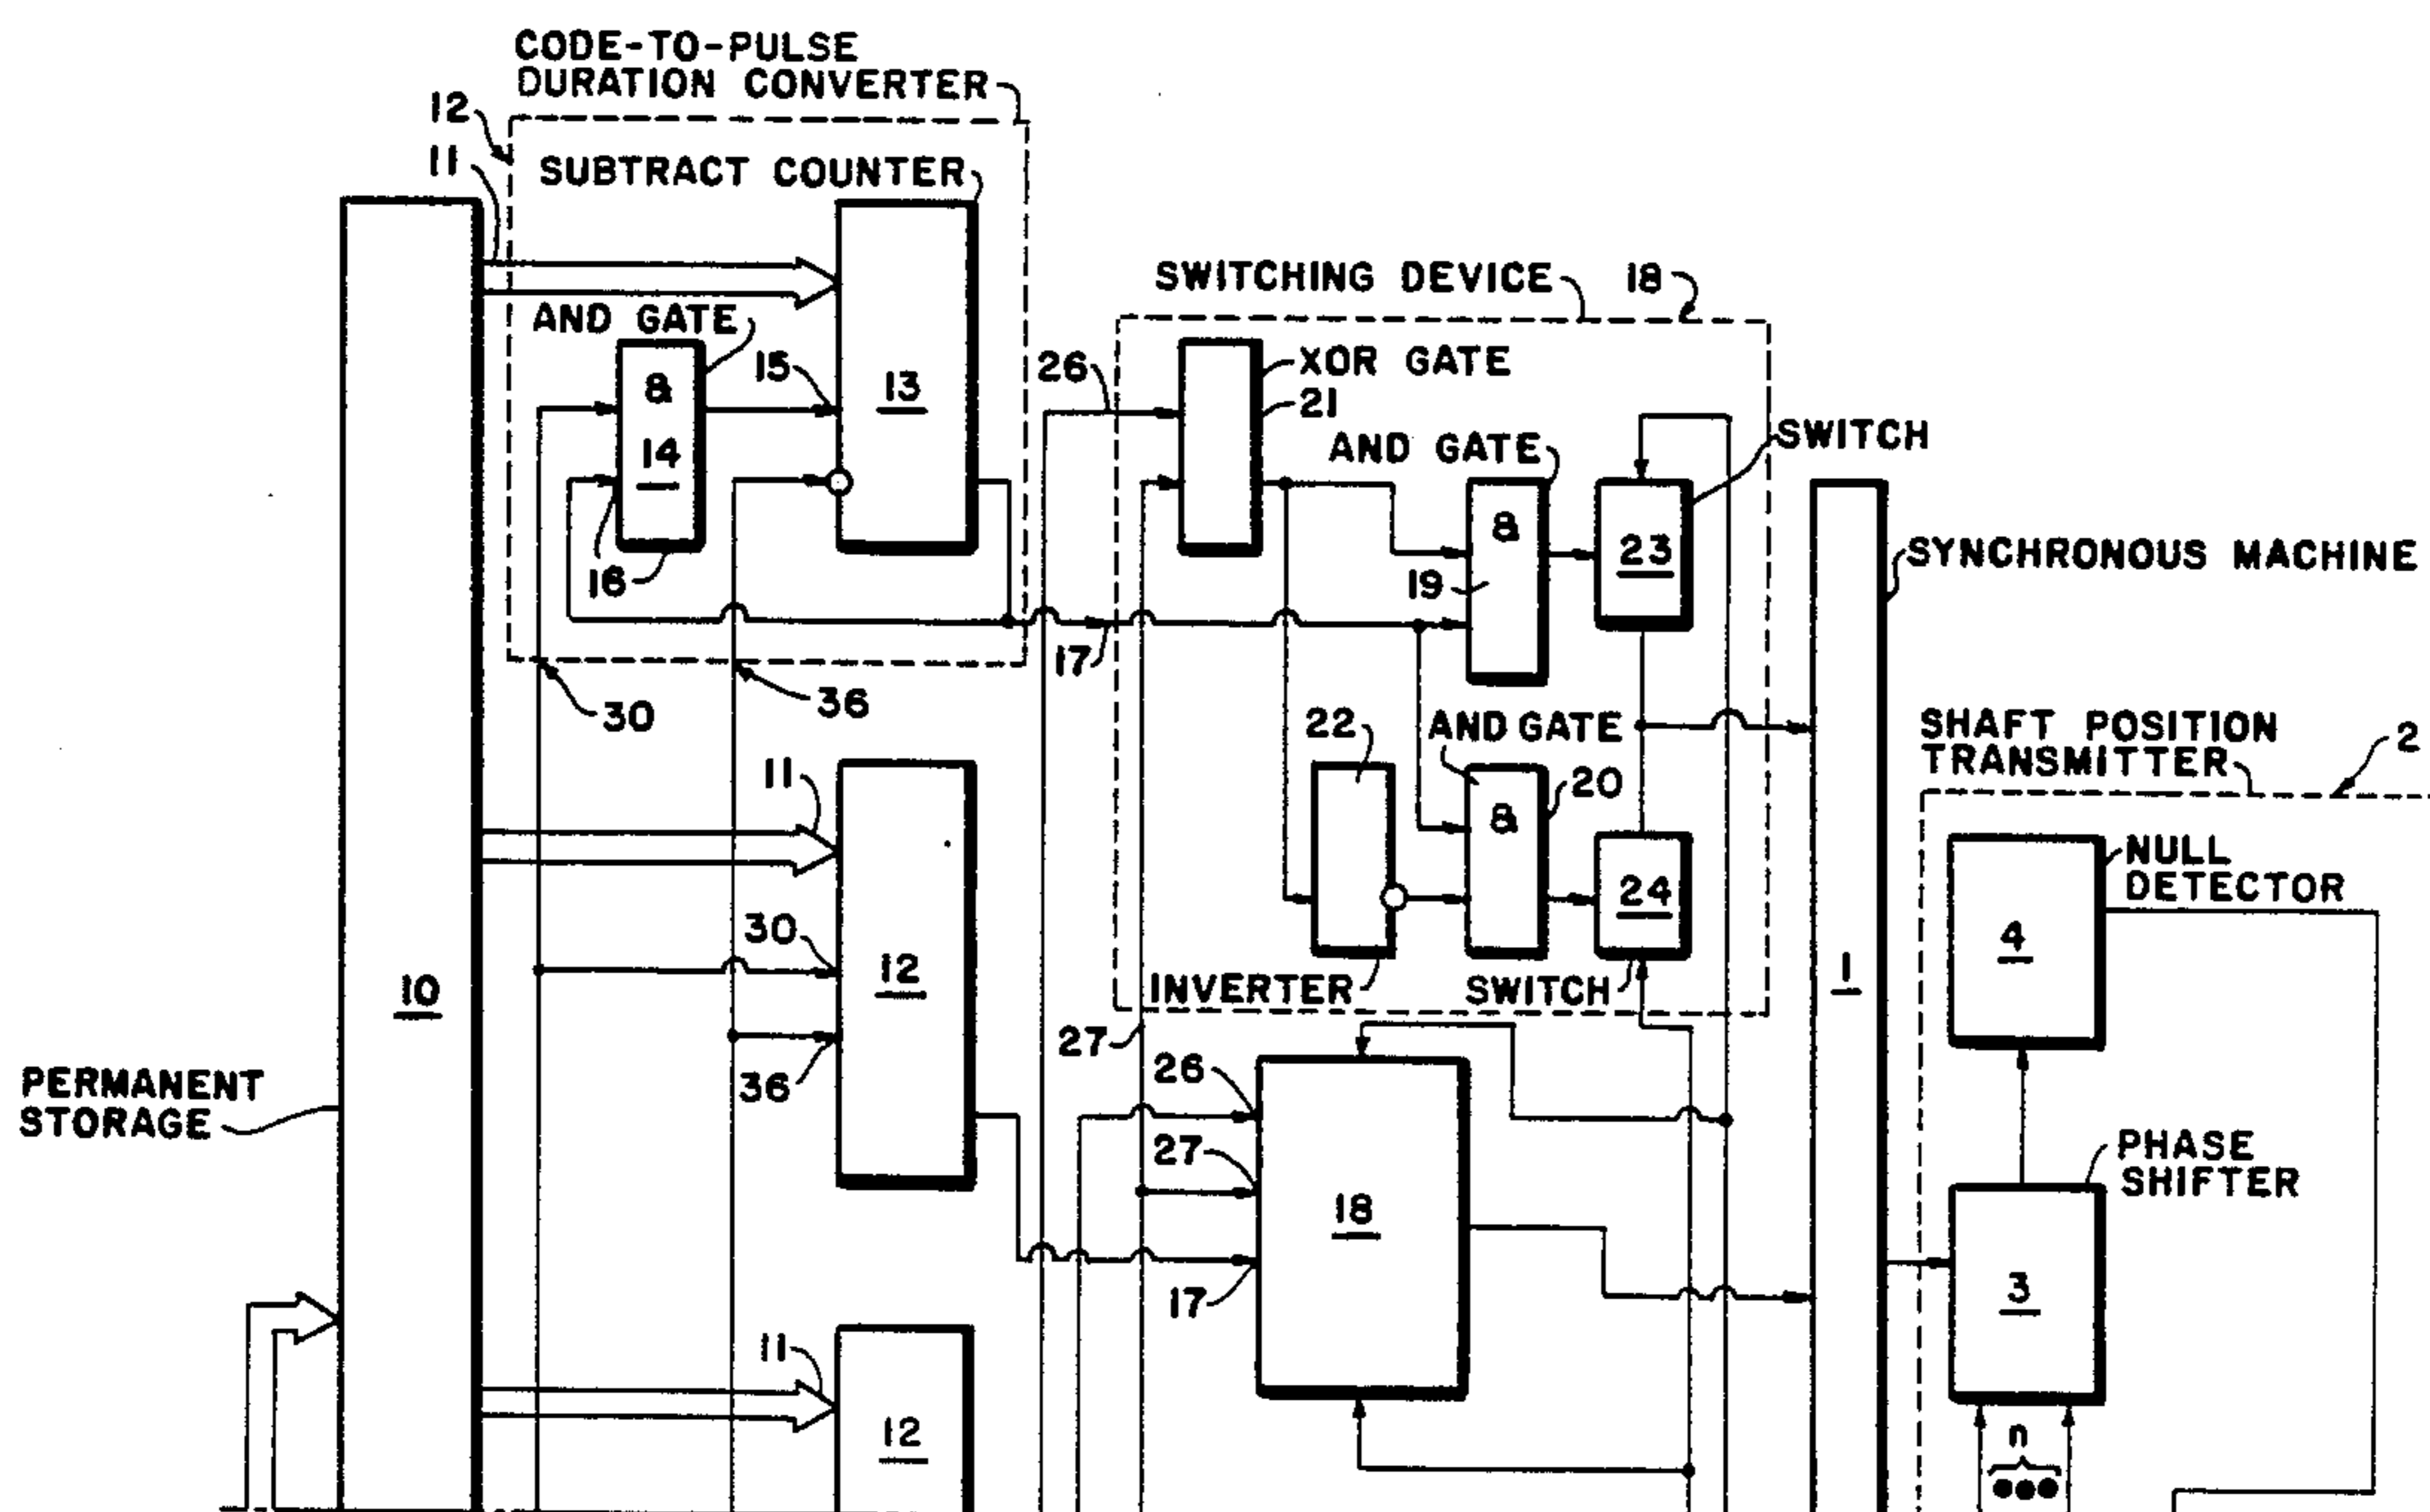 CODE-TO-PULSE
DURATION CONVERTER
12
11
SUBTRACT COUNTER
AND GATE
&
14
15
13
16
30
36
SWITCHING DEVICE
18
26
XOR GATE
21
AND GATE
&
19
23
SWITCH
17
SYNCHRONOUS MACHINE
22
AND GATE
20
&
24
INVERTER
SWITCH
1
SHAFT POSITION
TRANSMITTER
2
NULL
DETECTOR
4
11
30
12
36
10
PERMANENT
STORAGE
27
26
27
18
17
PHASE
SHIFTER
3
n
11
12